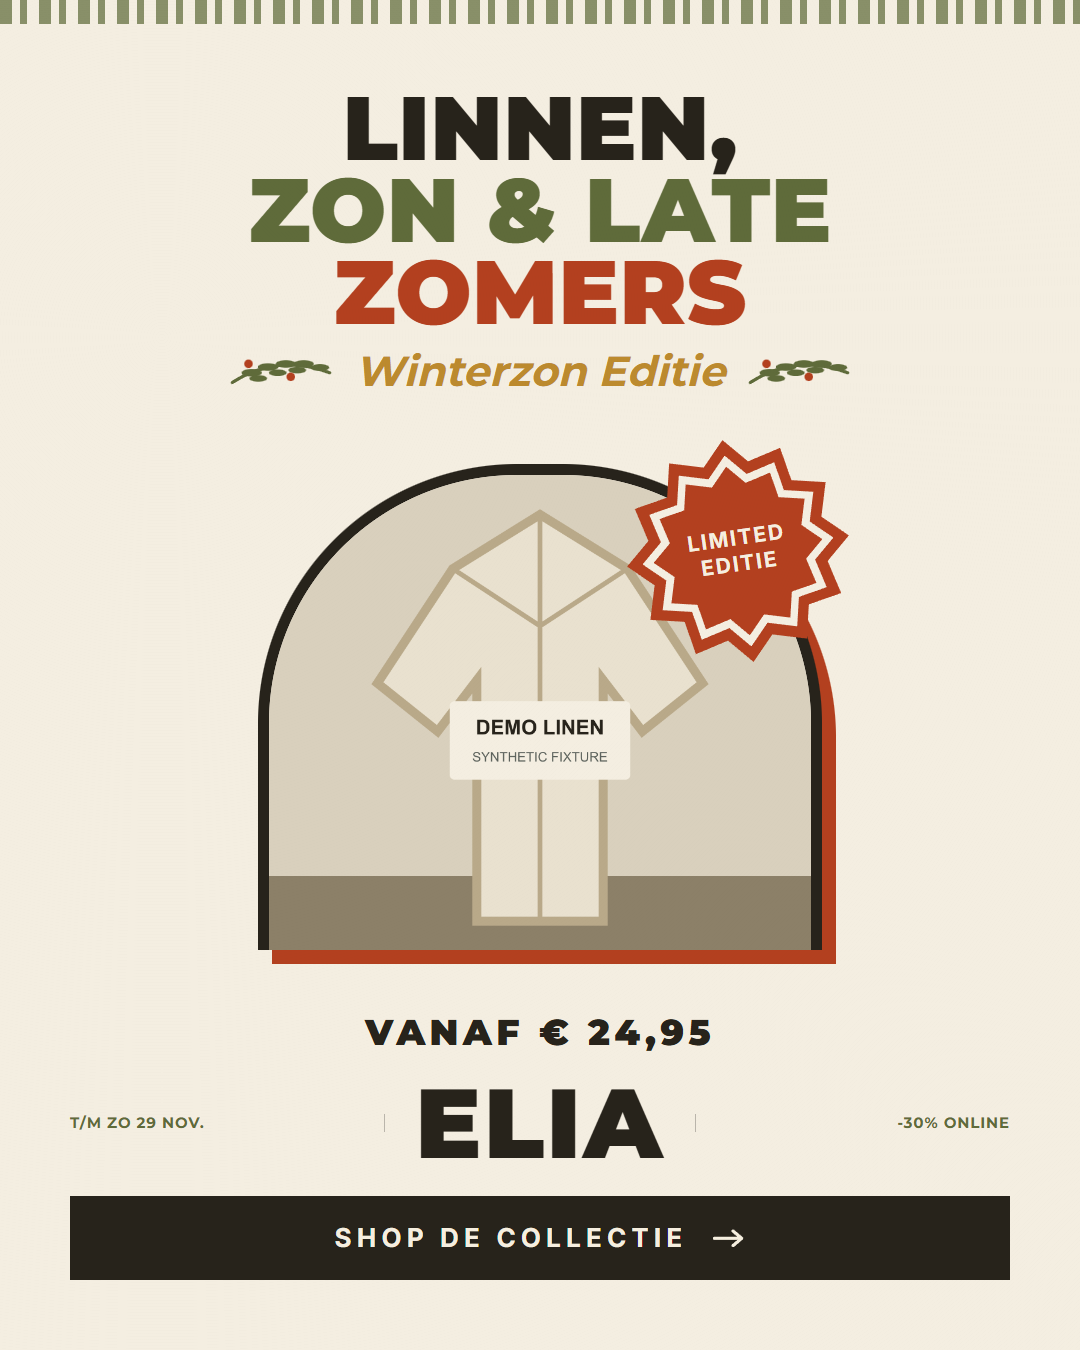 LINNEN,
ZON & LATE
ZOMERS
Winterzon Editie
LIMITED
EDITIE
DEMO LINEN
SYNTHETIC FIXTURE
VANAF € 24,95
T/M ZO 29 NOV.
ELIA
-30% ONLINE
SHOP DE COLLECTIE →